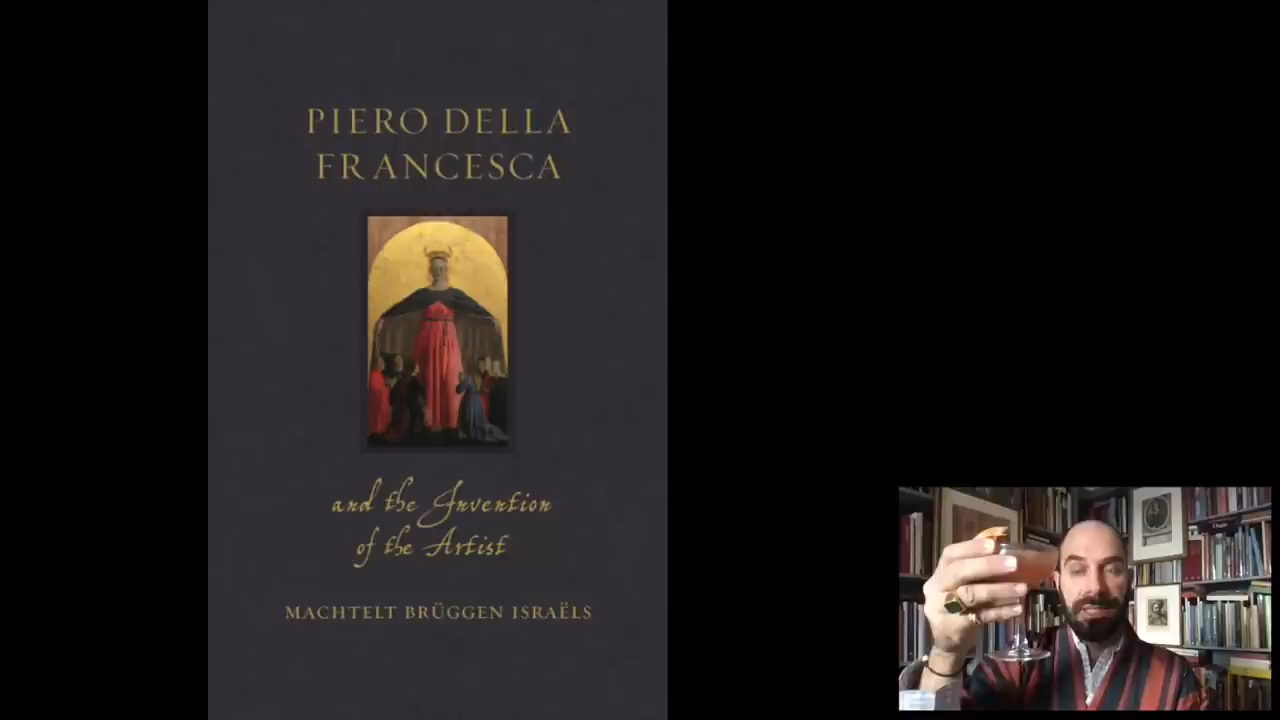 PIERO DELLA
FRANCESCA
and the Invention
of the Artist
MACHTELT BRÜGGEN ISRAËLS